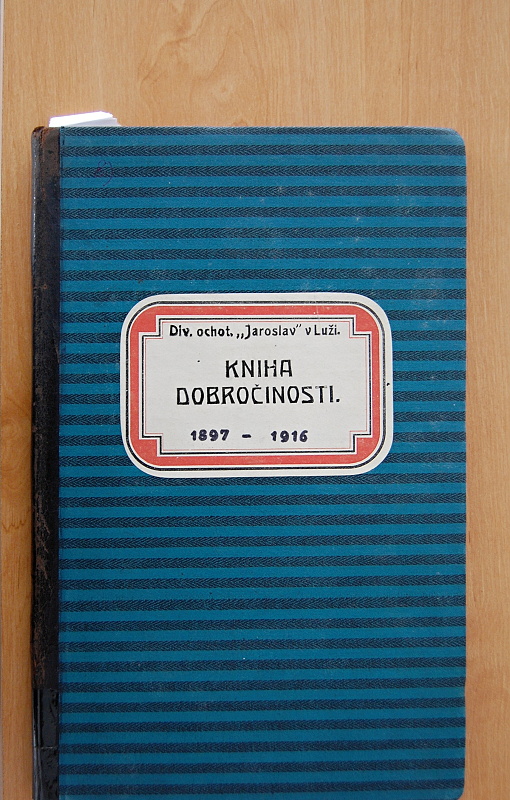 Div. ochot. „Jaroslav" v Luži.
KNIHA
DOBROČINOSTI.
1897 - 1916